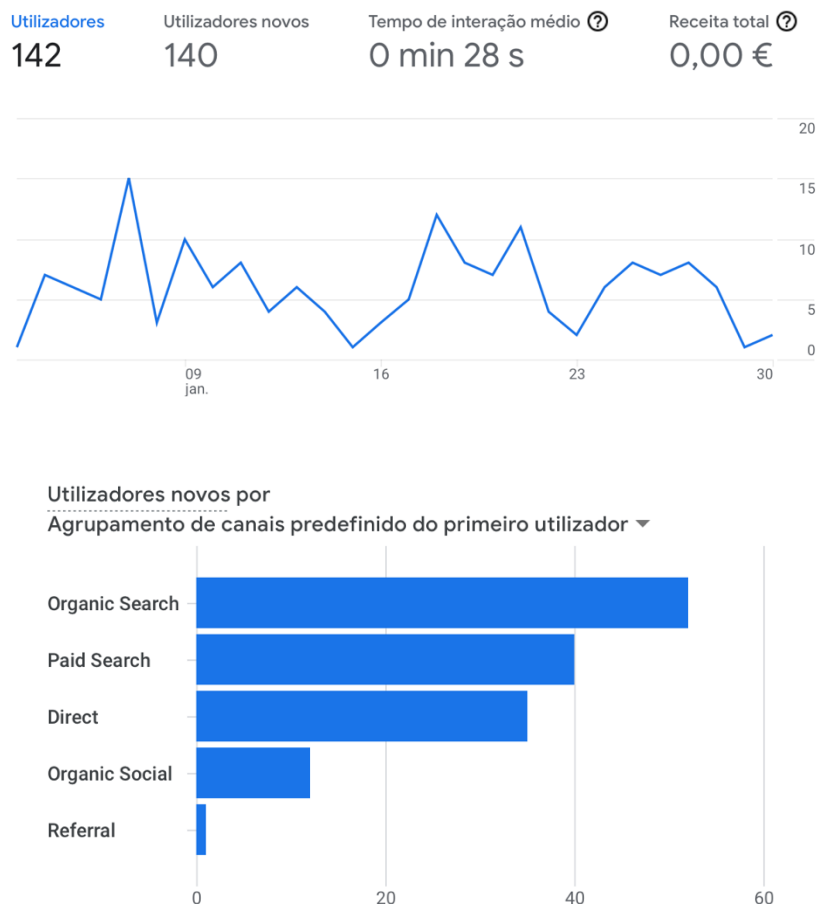 Utilizadores
142
Utilizadores novos
140
Tempo de interação médio ?
0 min 28 s
Receita total ?
0,00 €
20
15
10
5
0
09
jan.
16
23
30
Utilizadores novos por
Agrupamento de canais predefinido do primeiro utilizador
Organic Search
Paid Search
Direct
Organic Social
Referral
0
20
40
60